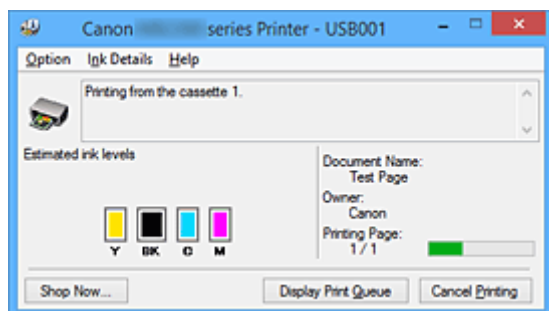 Canon series Printer - USB001
Option Ink Details Help
Printing from the cassette 1.
Estimated ink levels
Y BK C M
Document Name:
Test Page
Owner:
Canon
Printing Page:
1 / 1
Shop Now... Display Print Queue Cancel Printing